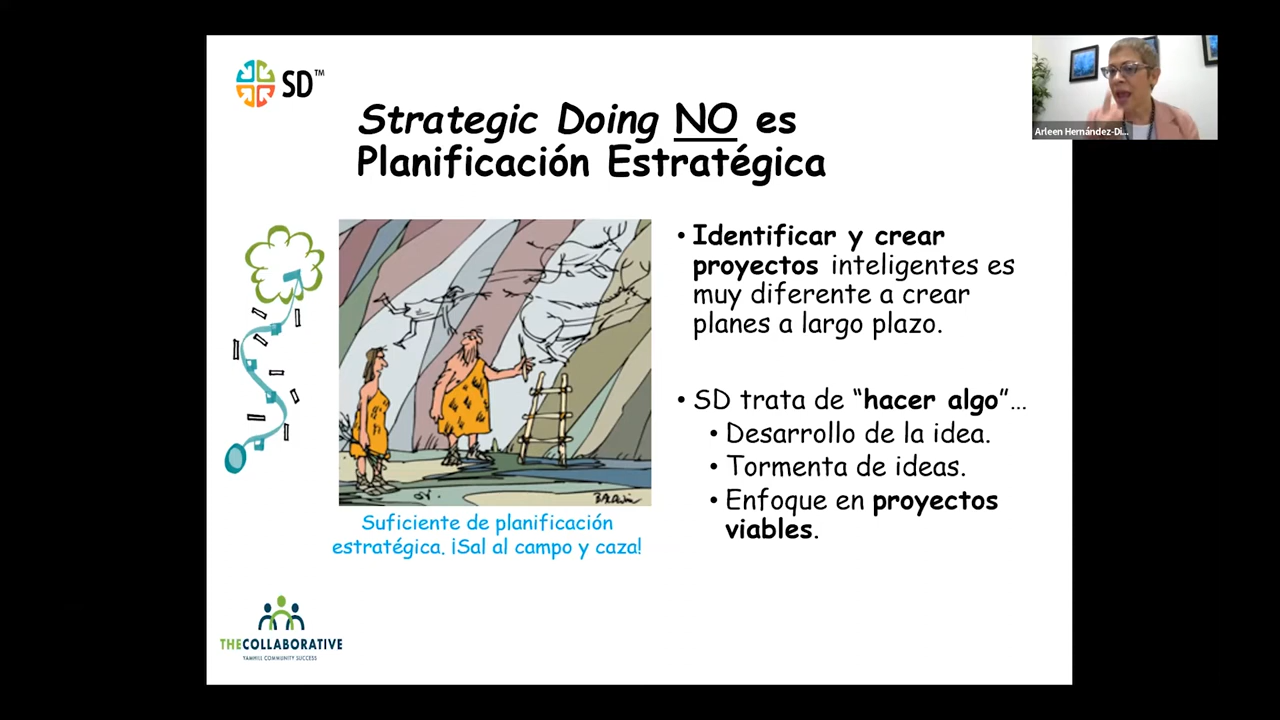 SD™
Strategic Doing NO es
Planificación Estratégica
Arleen Hernández-Di...
• Identificar y crear
proyectos inteligentes es
muy diferente a crear
planes a largo plazo.
• SD trata de “hacer algo”…
• Desarrollo de la idea.
• Tormenta de ideas.
• Enfoque en proyectos
viables.
Suficiente de planificación
estratégica. ¡Sal al campo y caza!
THECOLLABORATIVE
YAMHILL COMMUNITY SUCCESS